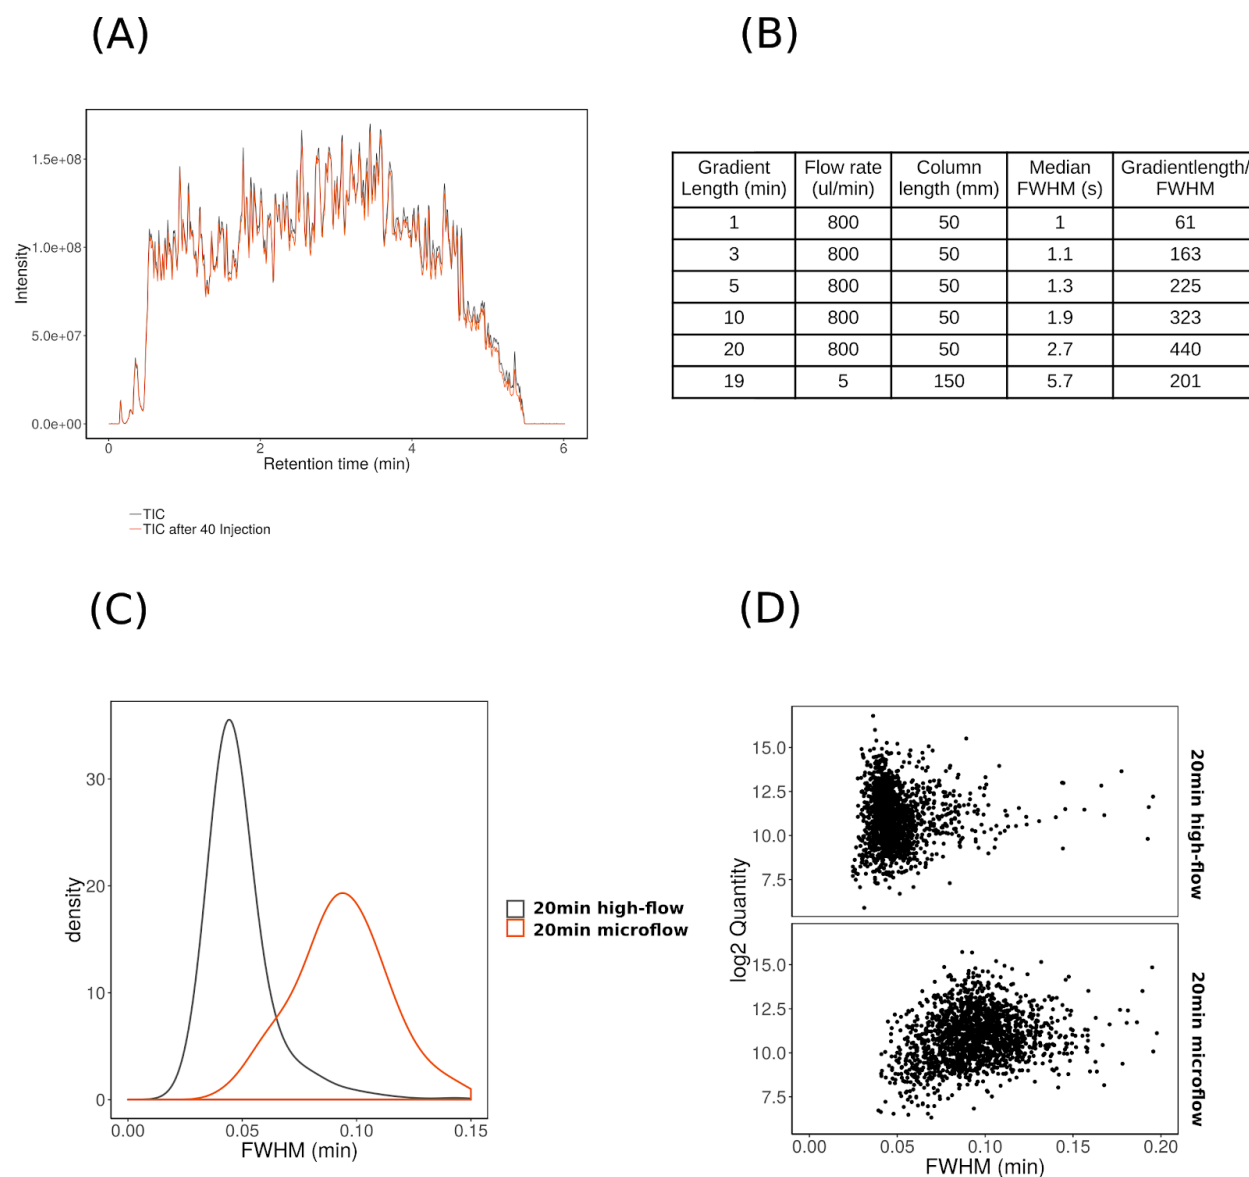 (A)
(B)
1.5e+08
1.0e+08
5.0e+07
0.0e+00
Intensity
0 2 4 6
Retention time (min)
TIC
TIC after 40 Injection
Gradient Length (min) Flow rate (ul/min) Column length (mm) Median FWHM (s) Gradientlength/ FWHM
1 800 50 1 61
3 800 50 1.1 163
5 800 50 1.3 225
10 800 50 1.9 323
20 800 50 2.7 440
19 5 150 5.7 201
(C)
(D)
30
20
10
0
density
0.00 0.05 0.10 0.15
FWHM (min)
20min high-flow
20min microflow
15.0
12.5
10.0
7.5
20min high-flow
log2 Quantity
15.0
12.5
10.0
7.5
20min microflow
0.00 0.05 0.10 0.15 0.20
FWHM (min)